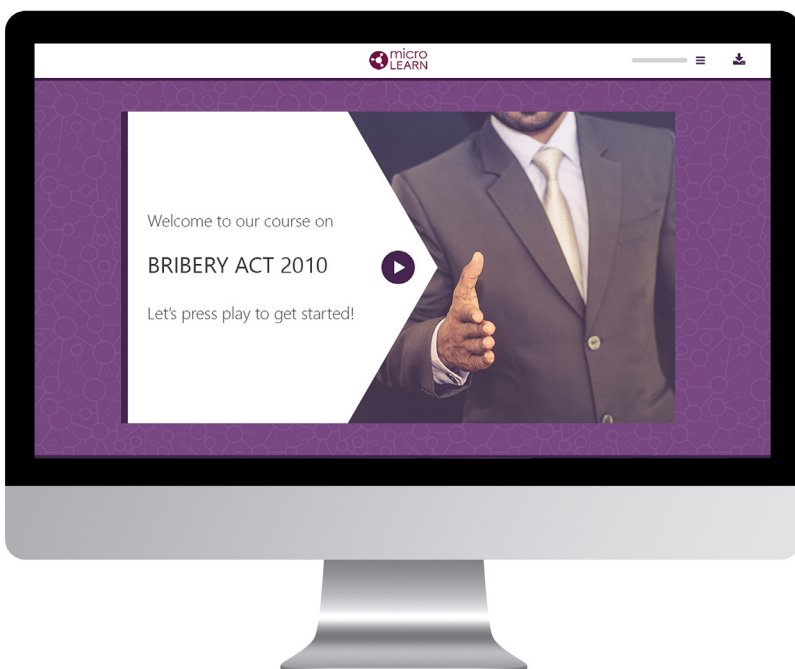 micro
LEARN
Welcome to our course on
BRIBERY ACT 2010
Let's press play to get started!